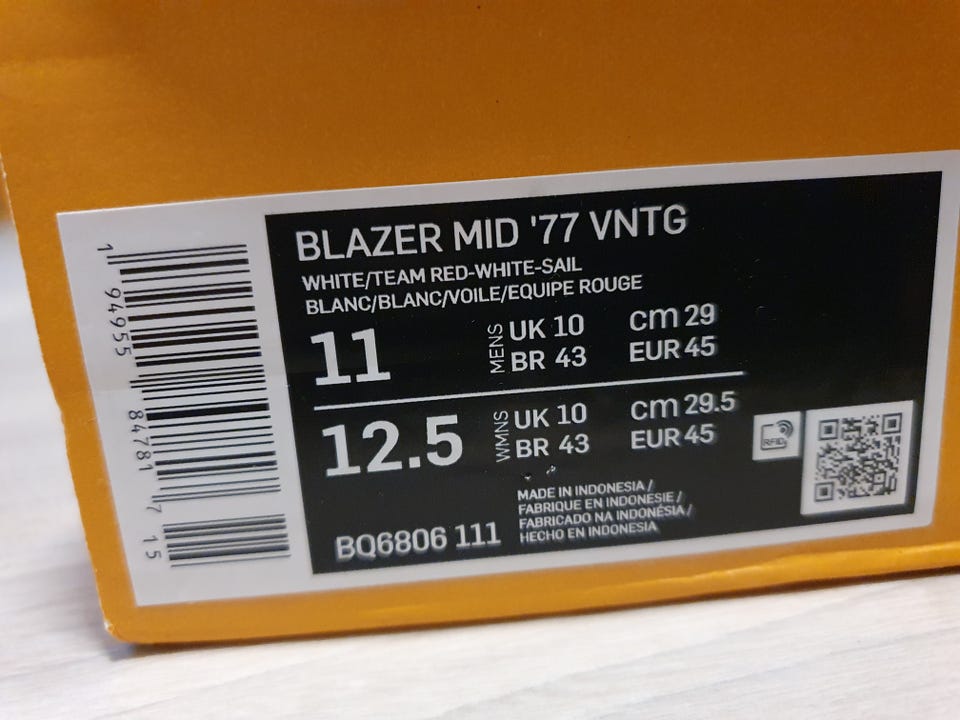 BLAZER MID '77 VNTG
WHITE/TEAM RED-WHITE-SAIL
BLANC/BLANC/VOILE/EQUIPE ROUGE
11 MENS UK 10 cm 29
BR 43 EUR 45
12.5 WMNS UK 10 cm 29.5
BR 43 EUR 45
RFID
MADE IN INDONESIA /
FABRIQUE EN INDONESIE /
FABRICADO NA INDONÉSIA /
HECHO EN INDONESIA
BQ6806 111
1 94955 84781 7 15